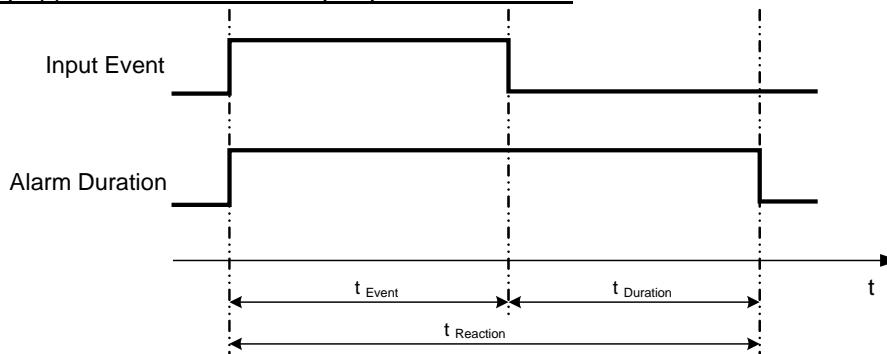 Input Event
Alarm Duration
t
t Event
t Duration
t Reaction